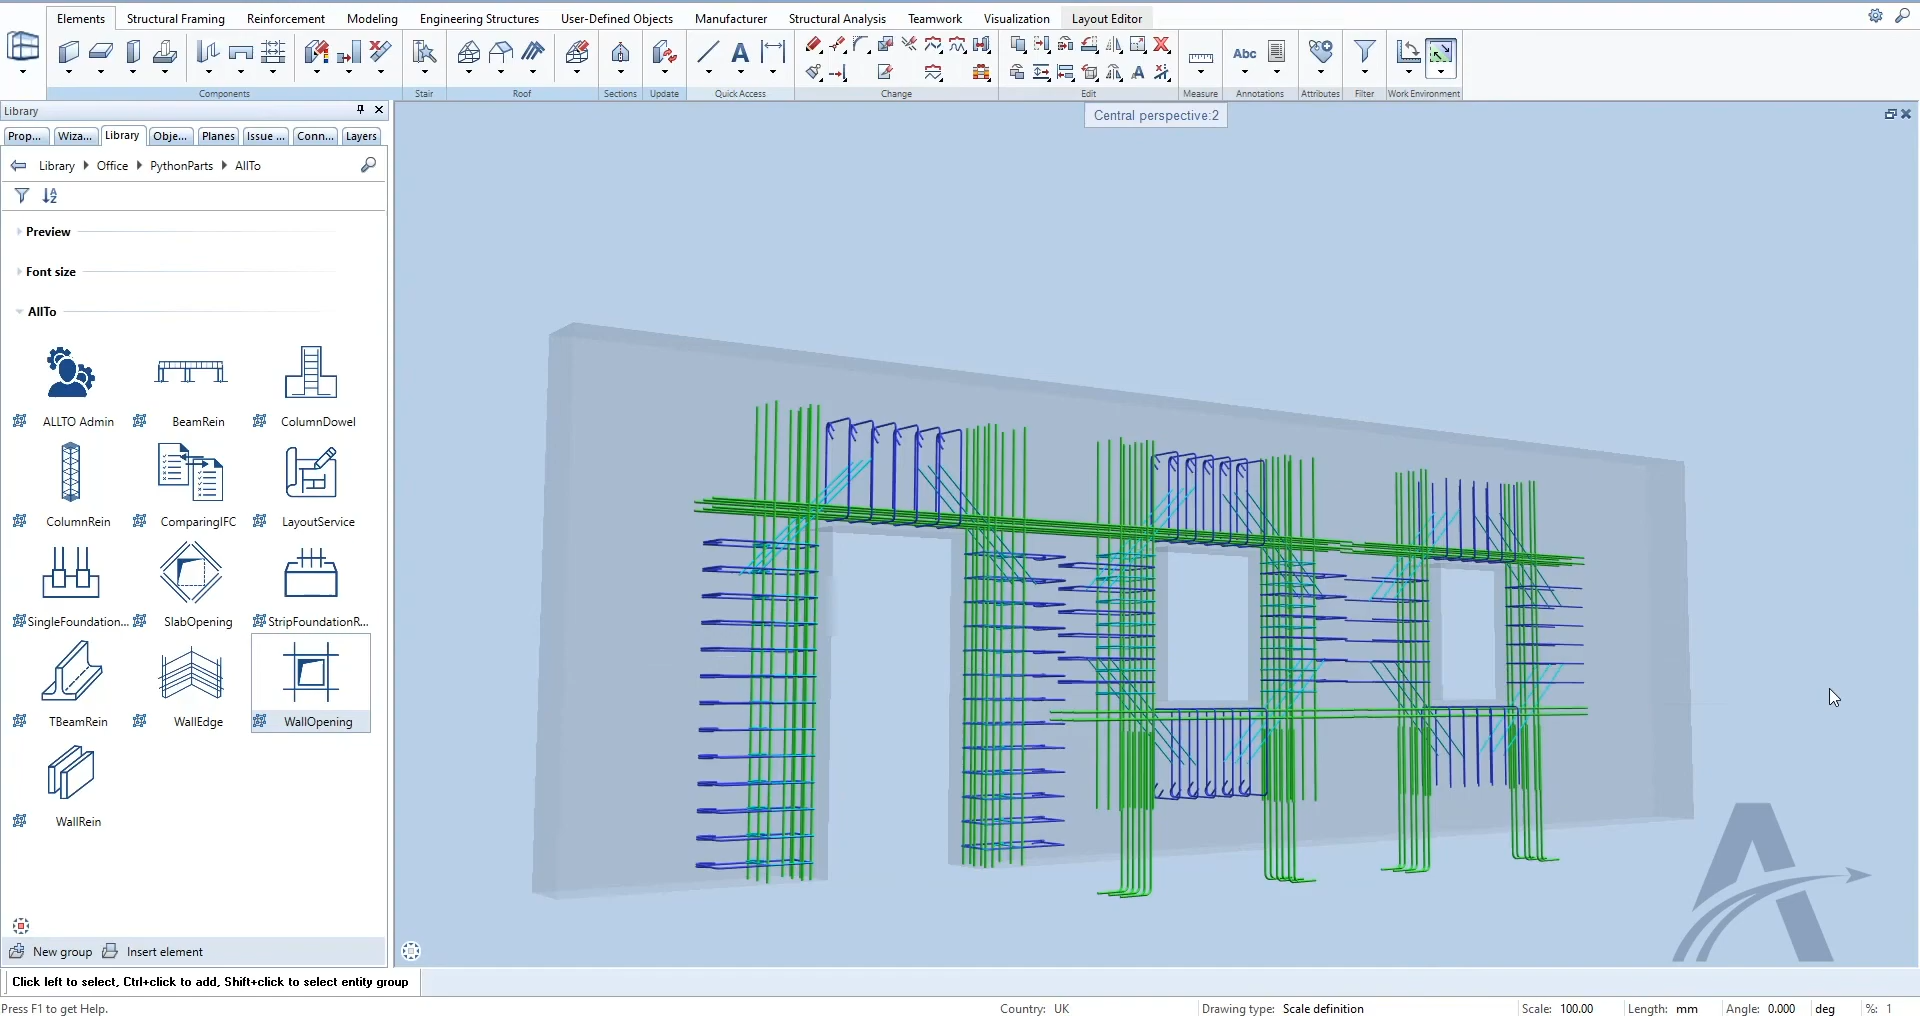 Elements Structural Framing Reinforcement Modeling Engineering Structures User-Defined Objects Manufacturer Structural Analysis Teamwork Visualization Layout Editor
Abc
Components Stair Roof Sections Update Quick Access Change Edit Measure Annotations Attributes Filter Work Environment
Library
Central perspective:2
Prop... Wiza... Library Obje... Planes Issue ... Conn... Layers
Library Office PythonParts AllTo
Preview
Font size
AllTo
ALLTO Admin BeamRein ColumnDowel
ColumnRein ComparingIFC LayoutService
SingleFoundation... SlabOpening StripFoundationR...
TBeamRein WallEdge WallOpening
WallRein
New group Insert element
Click left to select, Ctrl+click to add, Shift+click to select entity group
Press F1 to get Help. Country: UK Drawing type: Scale definition Scale: 100.00 Length: mm Angle: 0.000 deg %: 1